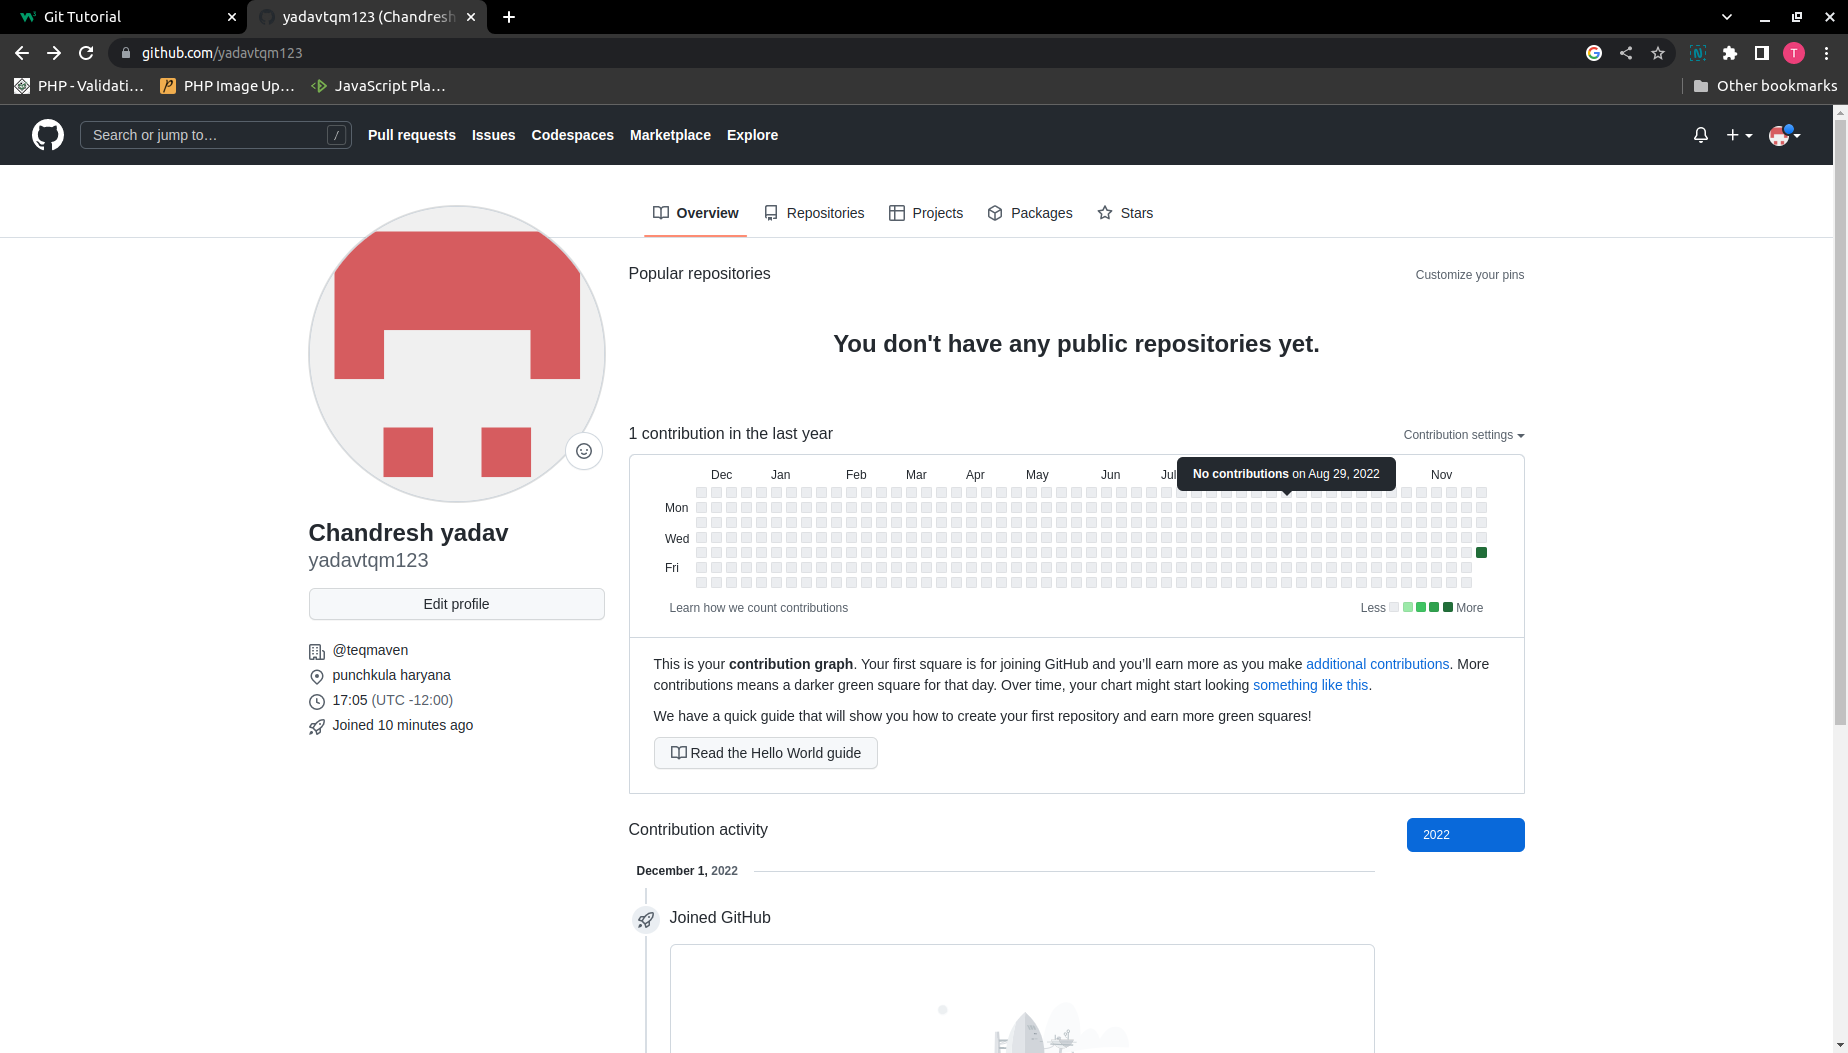 Git Tutorial
yadavtqm123 (Chandresh
github.com/yadavtqm123
T
PHP - Validati…
PHP Image Up…
JavaScript Pla…
Other bookmarks
Search or jump to…
/
Pull requests
Issues
Codespaces
Marketplace
Explore
Overview
Repositories
Projects
Packages
Stars
Popular repositories
Customize your pins
You don't have any public repositories yet.
1 contribution in the last year
Contribution settings
Dec Jan Feb Mar Apr May Jun Jul Nov
No contributions on Aug 29, 2022
Mon
Wed
Fri
Learn how we count contributions
Less More
Chandresh yadav
yadavtqm123
Edit profile
@teqmaven
punchkula haryana
17:05 (UTC -12:00)
Joined 10 minutes ago
This is your contribution graph. Your first square is for joining GitHub and you'll earn more as you make additional contributions. More
contributions means a darker green square for that day. Over time, your chart might start looking something like this.
We have a quick guide that will show you how to create your first repository and earn more green squares!
Read the Hello World guide
Contribution activity
2022
December 1, 2022
Joined GitHub